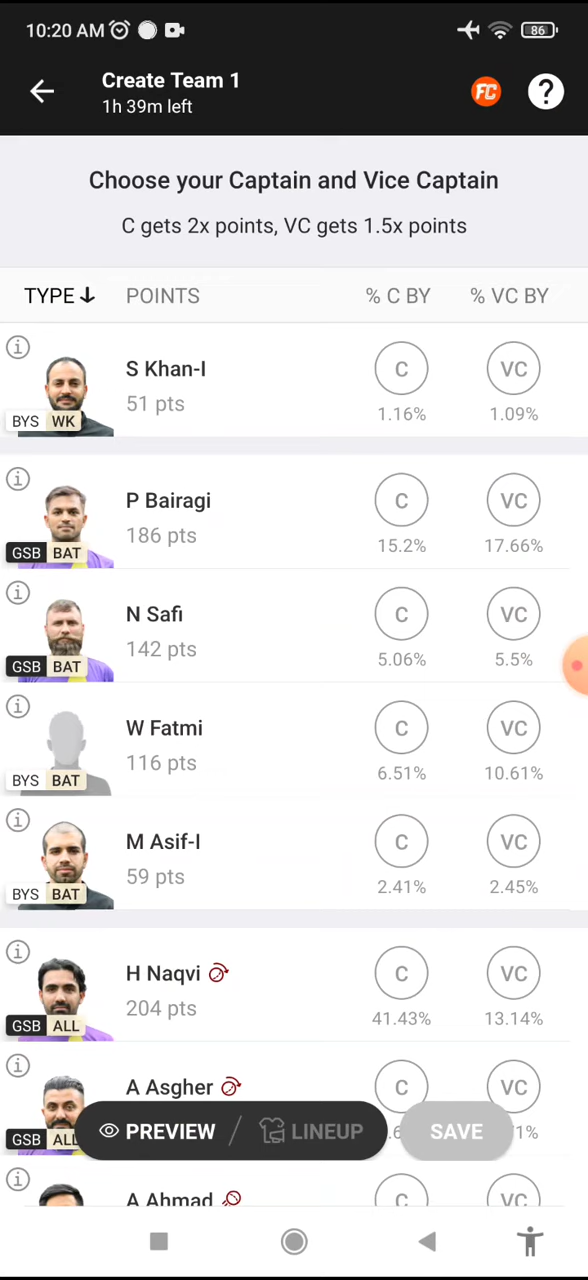 10:20 AM 86
Create Team 1
1h 39m left
FC ?
Choose your Captain and Vice Captain
C gets 2x points, VC gets 1.5x points
TYPE POINTS % C BY % VC BY
S Khan-I C VC
51 pts 1.16% 1.09%
BYS WK
P Bairagi C VC
186 pts 15.2% 17.66%
GSB BAT
N Safi C VC
142 pts 5.06% 5.5%
GSB BAT
W Fatmi C VC
116 pts 6.51% 10.61%
BYS BAT
M Asif-I C VC
59 pts 2.41% 2.45%
BYS BAT
H Naqvi C VC
204 pts 41.43% 13.14%
GSB ALL
A Asgher C VC
GSB ALL PREVIEW / LINEUP SAVE
A Ahmad C VC